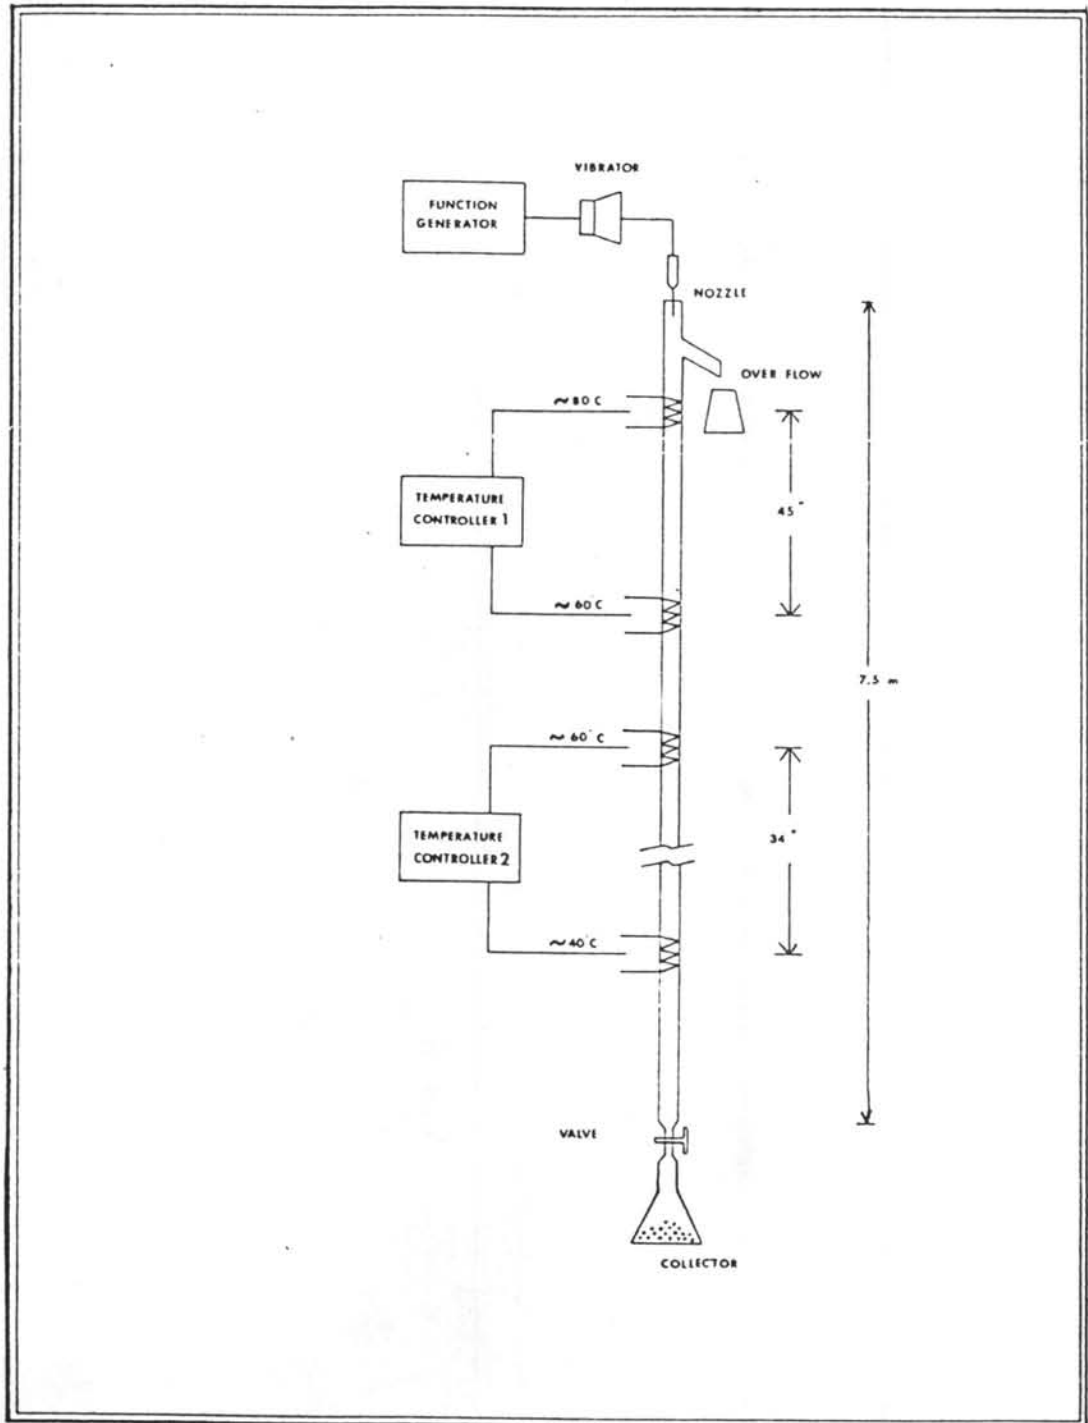 VIBRATOR
FUNCTION
GENERATOR
NOZZLE
OVER FLOW
~80 C
TEMPERATURE
CONTROLLER 1
45"
~60 C
7.5 m
~60°C
34"
TEMPERATURE
CONTROLLER 2
~40°C
VALVE
COLLECTOR